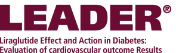 LEADER®
Liraglutide Effect and Action in Diabetes:
Evaluation of cardiovascular outcome Results